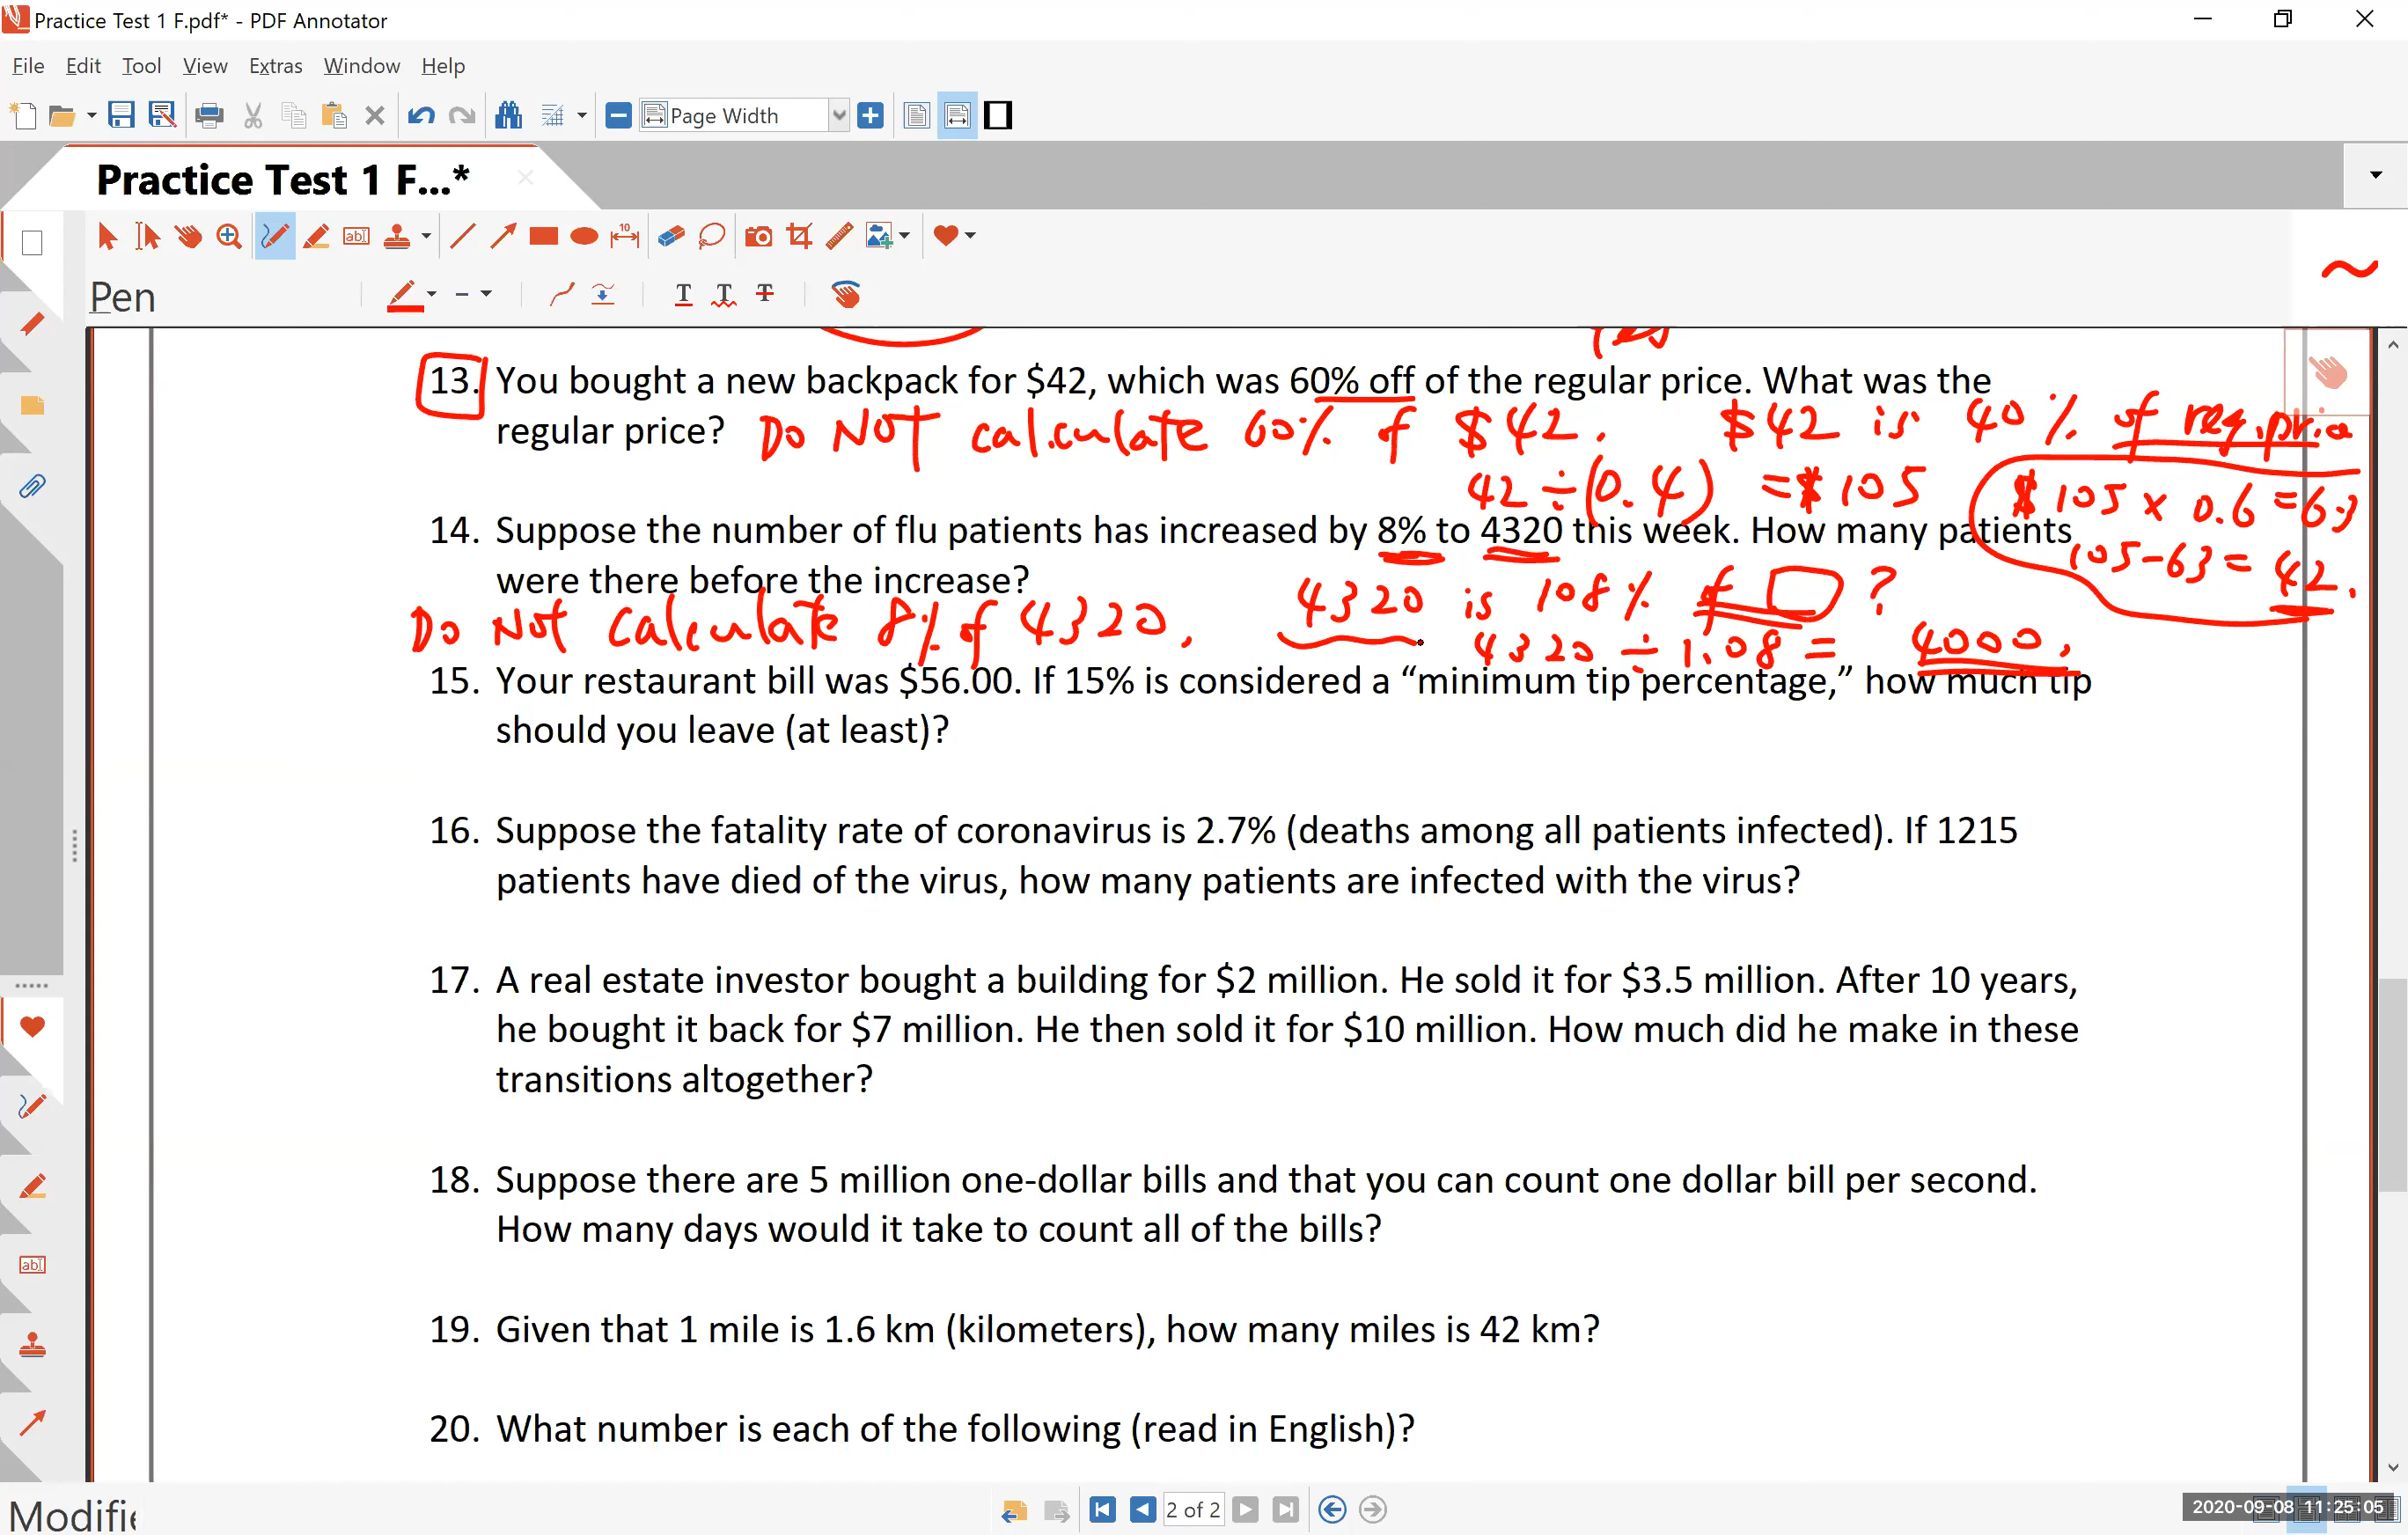 Practice Test 1 F.pdf* - PDF Annotator
File Edit Tool View Extras Window Help
Page Width
Practice Test 1 F...*
Pen
13. You bought a new backpack for $42, which was 60% off of the regular price. What was the
regular price? Do NOT calculate 60% of $42. $42 is 40% of reg. price
42 ÷ (0.4) = $105 $105 x 0.6 = 63
14. Suppose the number of flu patients has increased by 8% to 4320 this week. How many patients
105-63 = 42.
were there before the increase? 4320 is 108% of ?
Do Not calculate 8% of 4320. 4320 ÷ 1.08 = 4000.
15. Your restaurant bill was $56.00. If 15% is considered a “minimum tip percentage,” how much tip
should you leave (at least)?
16. Suppose the fatality rate of coronavirus is 2.7% (deaths among all patients infected). If 1215
patients have died of the virus, how many patients are infected with the virus?
17. A real estate investor bought a building for $2 million. He sold it for $3.5 million. After 10 years,
he bought it back for $7 million. He then sold it for $10 million. How much did he make in these
transitions altogether?
18. Suppose there are 5 million one-dollar bills and that you can count one dollar bill per second.
How many days would it take to count all of the bills?
19. Given that 1 mile is 1.6 km (kilometers), how many miles is 42 km?
20. What number is each of the following (read in English)?
2 of 2
2020-09-08 11:25:05